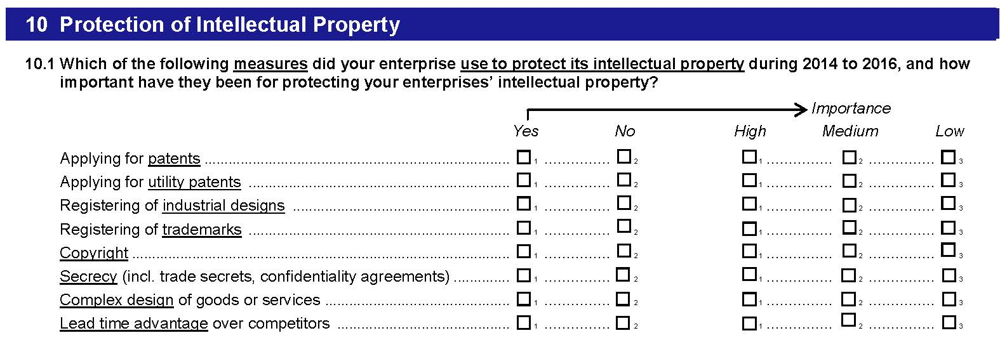 10 Protection of Intellectual Property
10.1 Which of the following measures did your enterprise use to protect its intellectual property during 2014 to 2016, and how
important have they been for protecting your enterprises’ intellectual property?
Importance
Yes No High Medium Low
Applying for patents ............................................................................ ☐ 1 ............... ☐ 2 ☐ 1 ............... ☐ 2 ............... ☐ 3
Applying for utility patents ................................................................. ☐ 1 ............... ☐ 2 ☐ 1 ............... ☐ 2 ............... ☐ 3
Registering of industrial designs ...................................................... ☐ 1 ............... ☐ 2 ☐ 1 ............... ☐ 2 ............... ☐ 3
Registering of trademarks ................................................................. ☐ 1 ............... ☐ 2 ☐ 1 ............... ☐ 2 ............... ☐ 3
Copyright .............................................................................................. ☐ 1 ............... ☐ 2 ☐ 1 ............... ☐ 2 ............... ☐ 3
Secrecy (incl. trade secrets, confidentiality agreements) .............. ☐ 1 ............... ☐ 2 ☐ 1 ............... ☐ 2 ............... ☐ 3
Complex design of goods or services .............................................. ☐ 1 ............... ☐ 2 ☐ 1 ............... ☐ 2 ............... ☐ 3
Lead time advantage over competitors ........................................... ☐ 1 ............... ☐ 2 ☐ 1 ............... ☐ 2 ............... ☐ 3